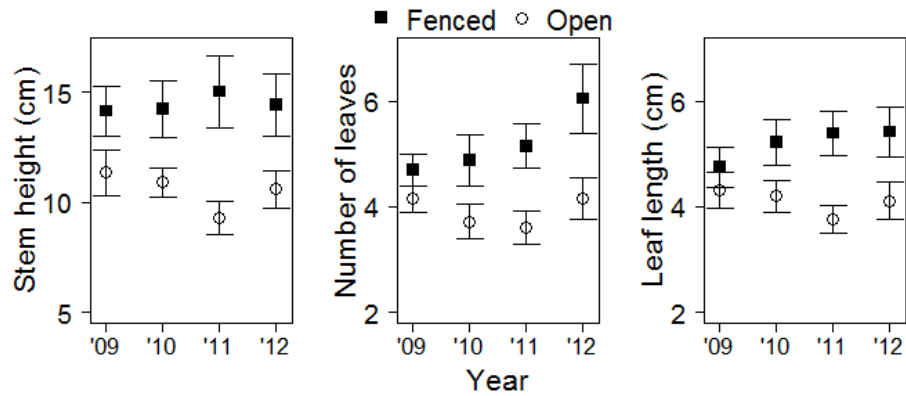 Fenced Open
Stem height (cm)
15
10
5
'09 '10 '11 '12
Number of leaves
6
4
2
'09 '10 '11 '12
Year
Leaf length (cm)
6
4
2
'09 '10 '11 '12